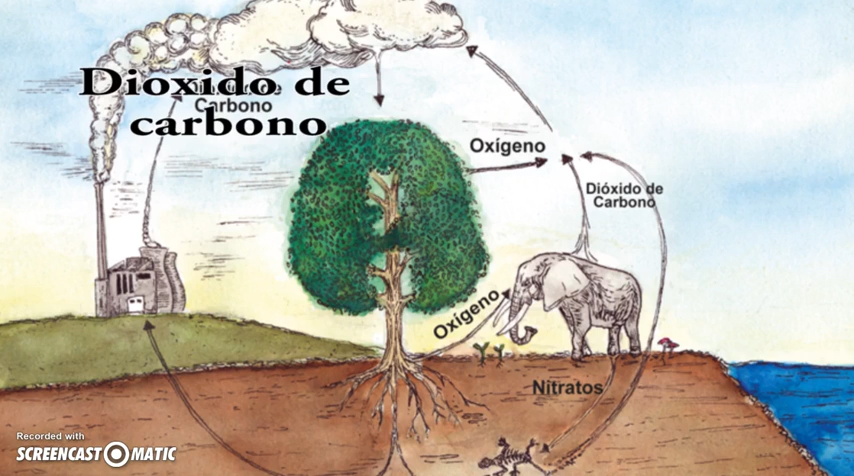 Dioxido de
Carbono
carbono
Oxígeno
Dióxido de
Carbono
Oxígeno
Nitratos
Recorded with
SCREENCAST-O-MATIC